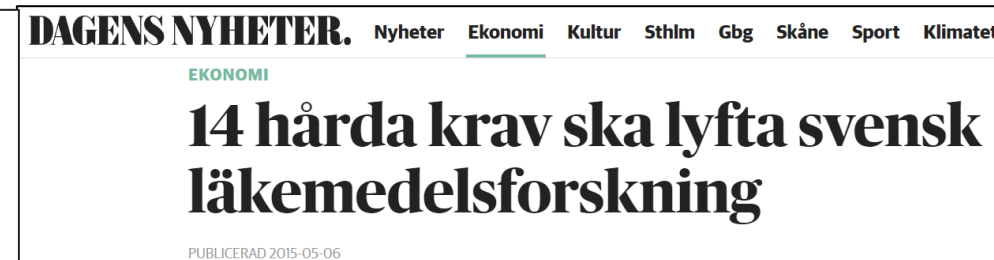 DAGENS NYHETER. Nyheter Ekonomi Kultur Sthlm Gbg Skåne Sport Klimatet
EKONOMI
14 hårda krav ska lyfta svensk
läkemedelsforskning
PUBLICERAD 2015-05-06